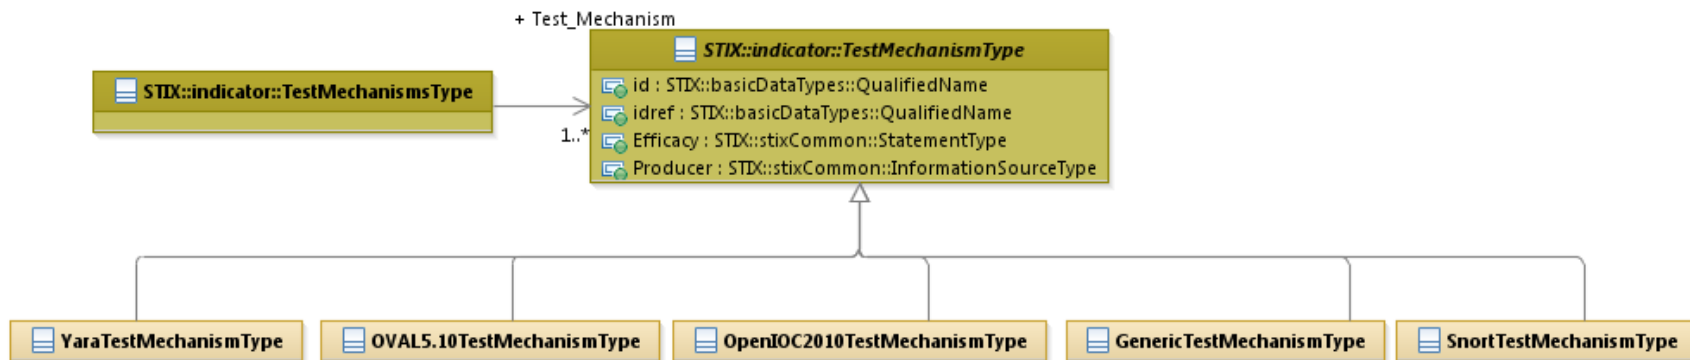 + Test_Mechanism
STIX::indicator::TestMechanismType
STIX::indicator::TestMechanismsType
id : STIX::basicDataTypes::QualifiedName
idref : STIX::basicDataTypes::QualifiedName
1..*
Efficacy : STIX::stixCommon::StatementType
Producer : STIX::stixCommon::InformationSourceType
YaraTestMechanismType
OVAL5.10TestMechanismType
OpenIOC2010TestMechanismType
GenericTestMechanismType
SnortTestMechanismType